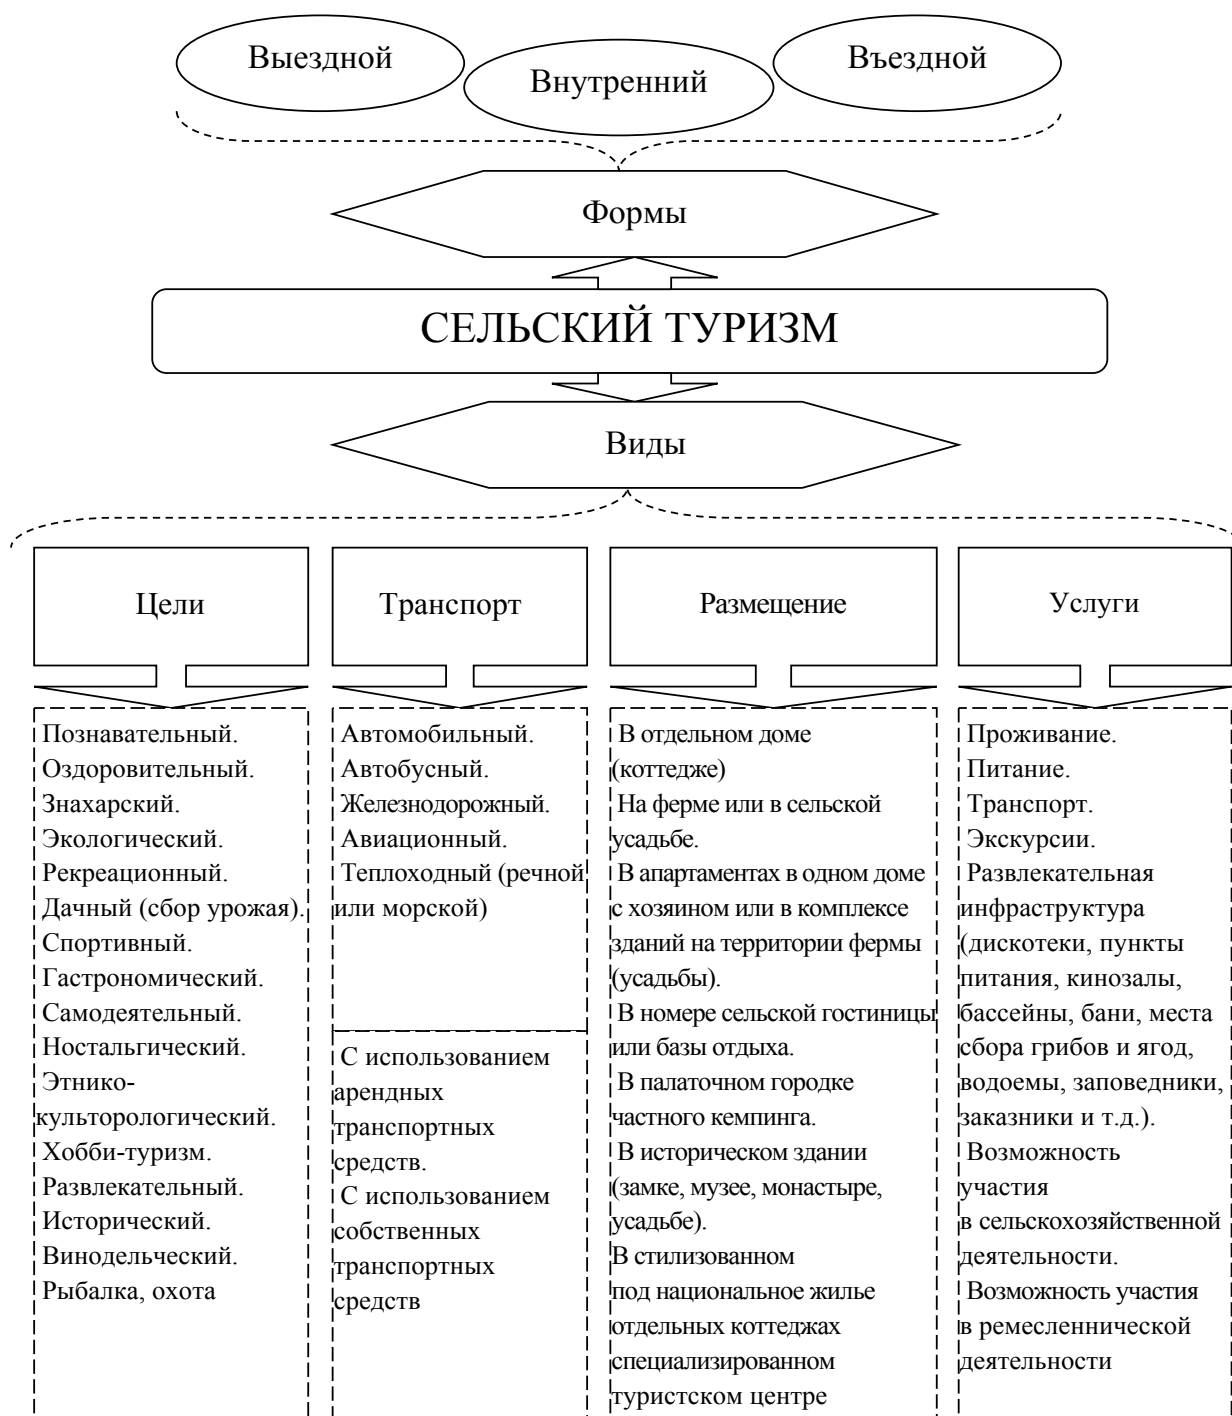 Выездной
Внутренний
Въездной
Формы
СЕЛЬСКИЙ ТУРИЗМ
Виды
Цели
Познавательный.
Оздоровительный.
Знахарский.
Экологический.
Рекреационный.
Дачный (сбор урожая).
Спортивный.
Гастрономический.
Самодеятельный.
Ностальгический.
Этнико-
культорологический.
Хобби-туризм.
Развлекательный.
Исторический.
Винодельческий.
Рыбалка, охота
Транспорт
Автомобильный.
Автобусный.
Железнодорожный.
Авиационный.
Теплоходный (речной
или морской)
С использованием
арендных
транспортных
средств.
С использованием
собственных
транспортных
средств
Размещение
В отдельном доме
(коттедже)
На ферме или в сельской
усадьбе.
В апартаментах в одном доме
с хозяином или в комплексе
зданий на территории фермы
(усадьбы).
В номере сельской гостиницы
или базы отдыха.
В палаточном городке
частного кемпинга.
В историческом здании
(замке, музее, монастыре,
усадьбе).
В стилизованном
под национальное жилье
отдельных коттеджах
специализированном
туристском центре
Услуги
Проживание.
Питание.
Транспорт.
Экскурсии.
Развлекательная
инфраструктура
(дискотеки, пункты
питания, кинозалы,
бассейны, бани, места
сбора грибов и ягод,
водоемы, заповедники,
заказники и т.д.).
Возможность
участия
в сельскохозяйственной
деятельности.
Возможность участия
в ремесленнической
деятельности